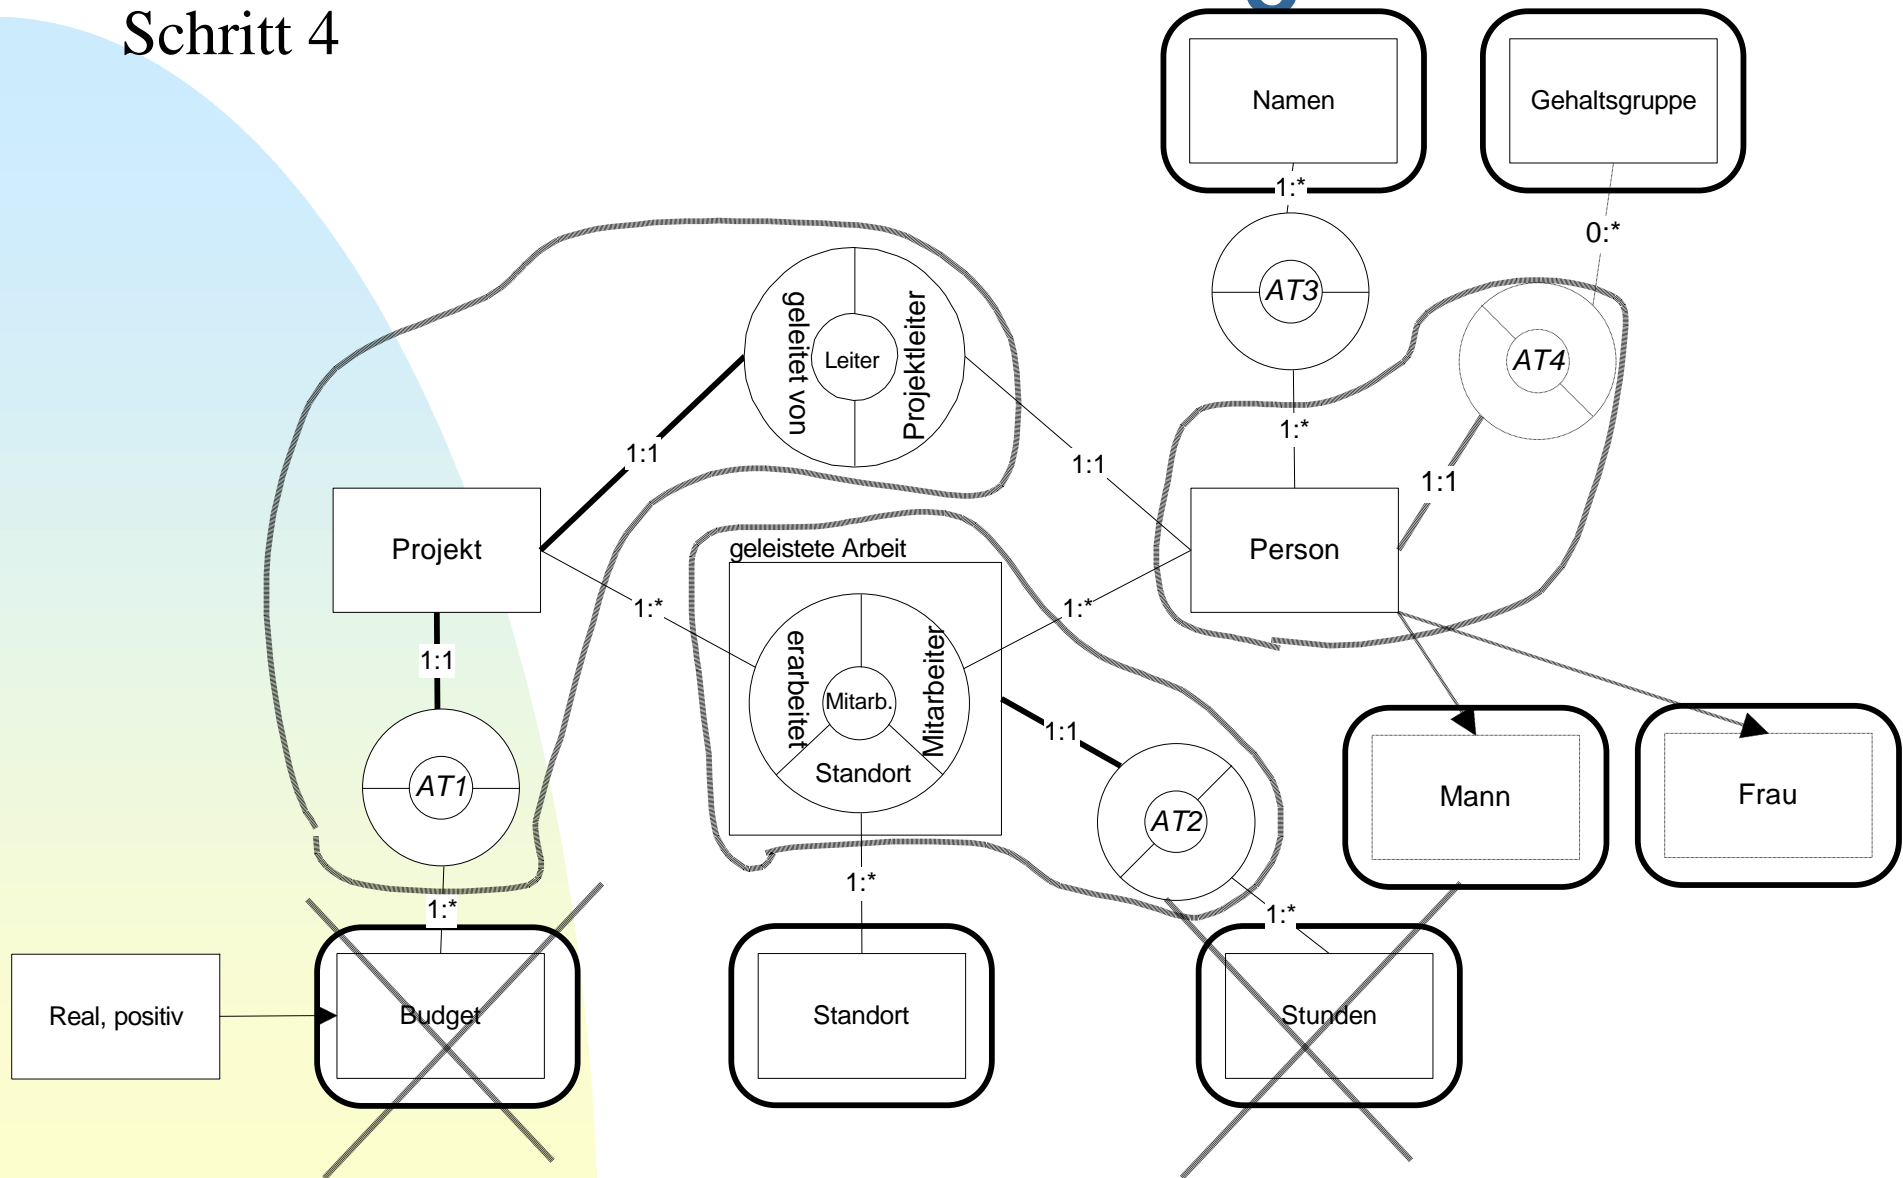 Schritt 4
Namen
Gehaltsgruppe
1:*
0:*
geleitet von
Leiter
Projektleiter
AT3
AT4
1:1
1:1
1:*
1:1
Projekt
geleistete Arbeit
Person
1:*
1:*
1:1
erarbeitet
Mitarb.
Mitarbeiter
Standort
1:1
AT1
AT2
Mann
Frau
1:*
1:*
1:*
Real, positiv
Budget
Standort
Stunden